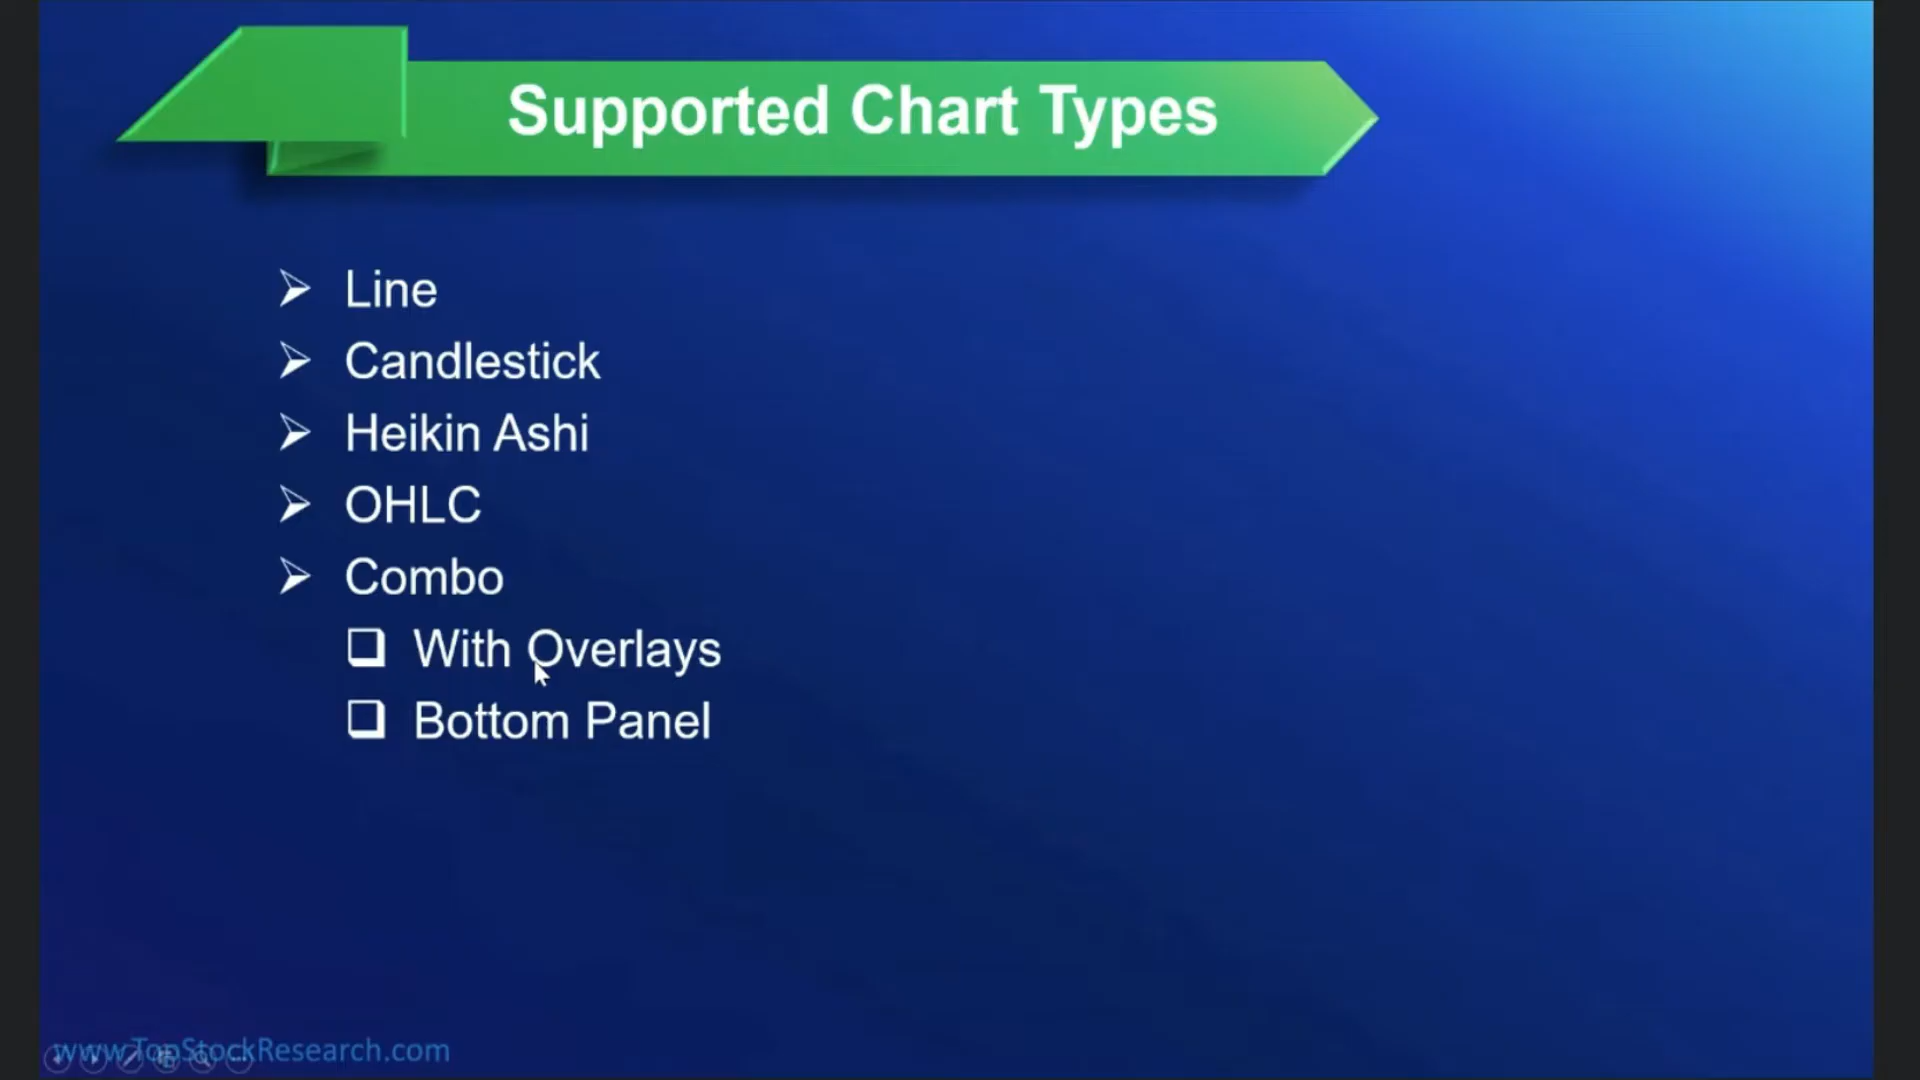 Supported Chart Types
Line
Candlestick
Heikin Ashi
OHLC
Combo
With Overlays
Bottom Panel
www.TopStockResearch.com